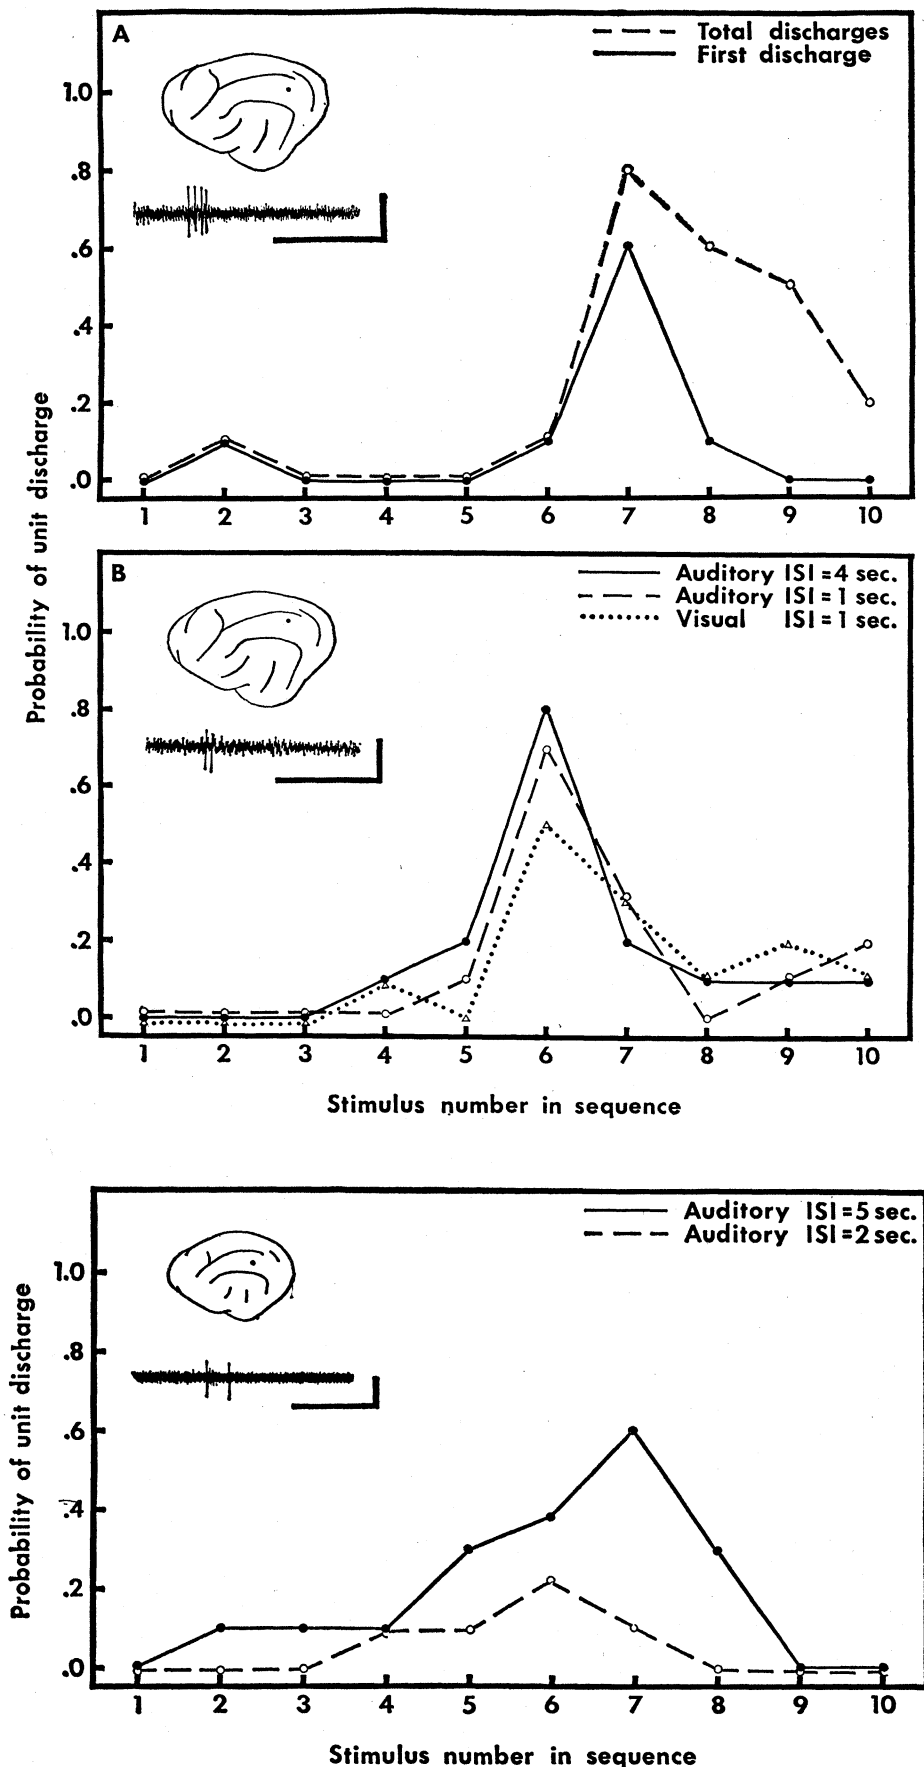 A
Total discharges
First discharge
1.0
.8
.6
.4
.2
.0
1 2 3 4 5 6 7 8 9 10
Probability of unit discharge
B
Auditory ISI = 4 sec.
Auditory ISI = 1 sec.
Visual ISI = 1 sec.
1.0
.8
.6
.4
.2
.0
1 2 3 4 5 6 7 8 9 10
Stimulus number in sequence
Auditory ISI = 5 sec.
Auditory ISI = 2 sec.
1.0
.8
.6
.4
.2
.0
Probability of unit discharge
1 2 3 4 5 6 7 8 9 10
Stimulus number in sequence